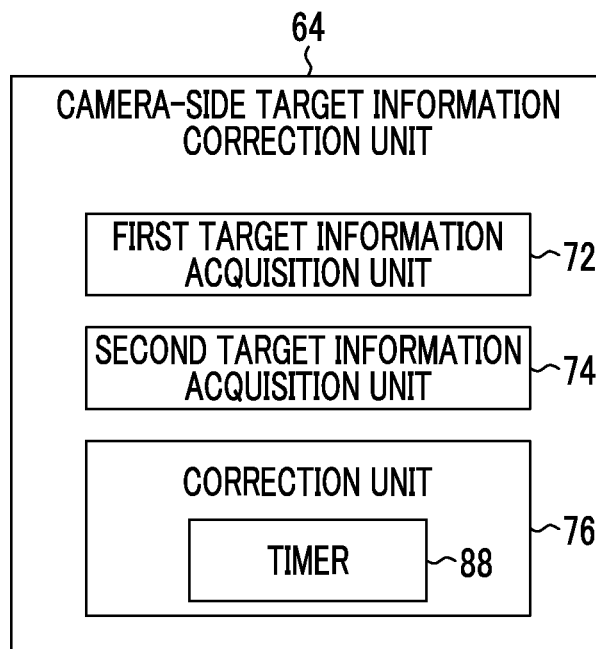 64
CAMERA-SIDE TARGET INFORMATION
CORRECTION UNIT
FIRST TARGET INFORMATION
ACQUISITION UNIT
72
SECOND TARGET INFORMATION
ACQUISITION UNIT
74
CORRECTION UNIT
76
TIMER
88